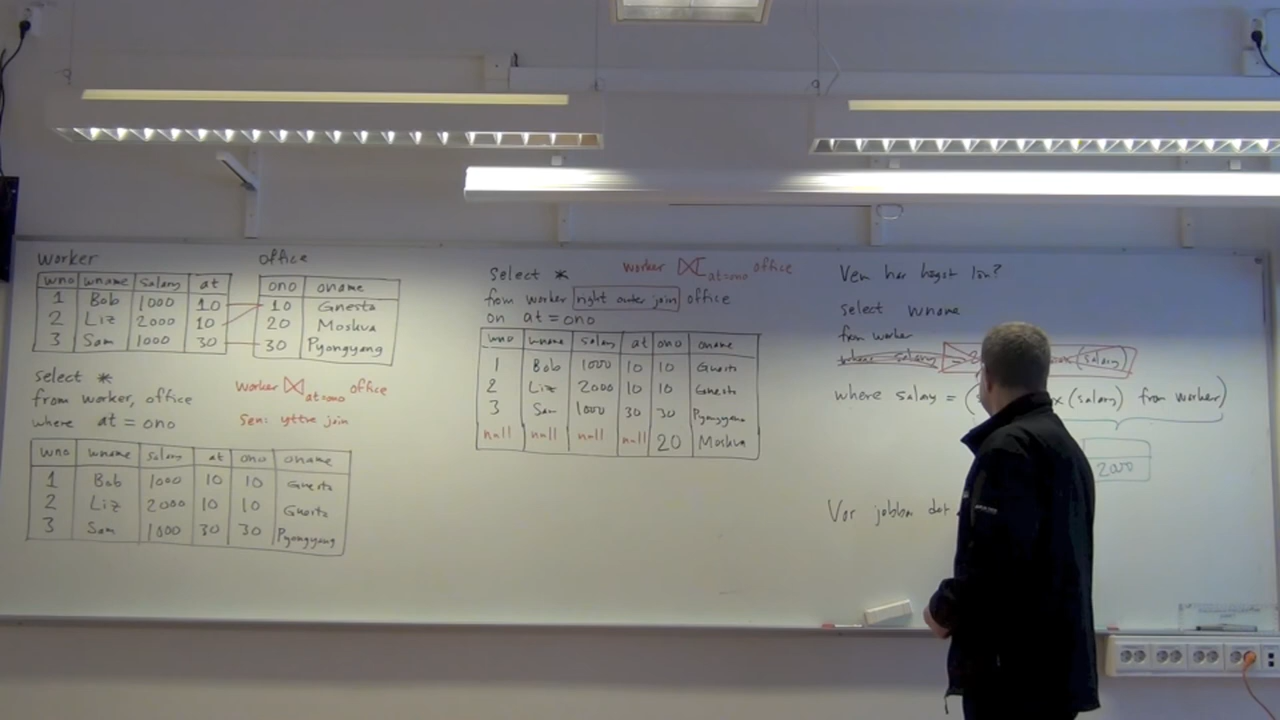 worker
wno wname salary at
1 Bob 1000 10
2 Liz 2000 10
3 Sam 1000 30
office
ono oname
10 Gnesta
20 Moskva
30 Pyongyang
select *
from worker, office
where at = ono
worker ⋈ at=ono office
Sen: yttre join
wno wname salary at ono oname
1 Bob 1000 10 10 Gnesta
2 Liz 2000 10 10 Gnesta
3 Sam 1000 30 30 Pyongyang
select *
from worker right outer join office
on at = ono
worker ⋈[ at=ono office
wno wname salary at ono oname
1 Bob 1000 10 10 Gnesta
2 Liz 2000 10 10 Gnesta
3 Sam 1000 30 30 Pyongyang
null null null null 20 Moskva
Vem har högst lön?
select wname
from worker
where salary = (salary)
where salary = ( (salary) from worker)
2000
Var jobbar det